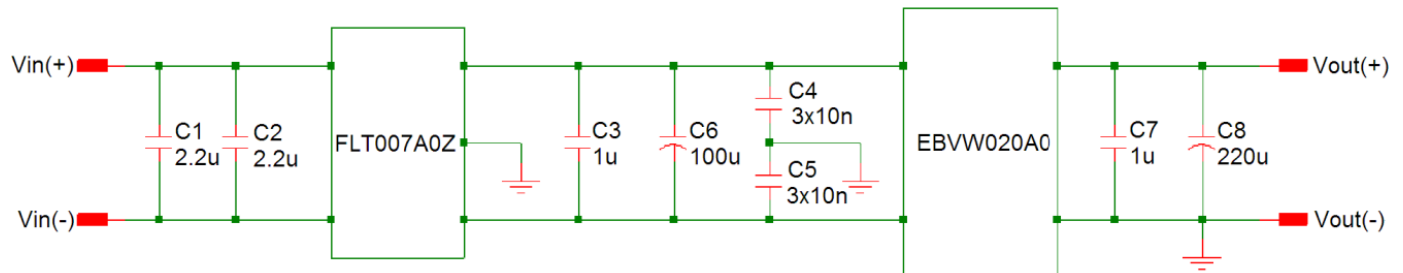 Vin(+)
Vin(-)
C1
2.2u
C2
2.2u
FLT007A0Z
C3
1u
C6
100u
C4
3x10n
C5
3x10n
EBVW020A0
C7
1u
C8
220u
Vout(+)
Vout(-)